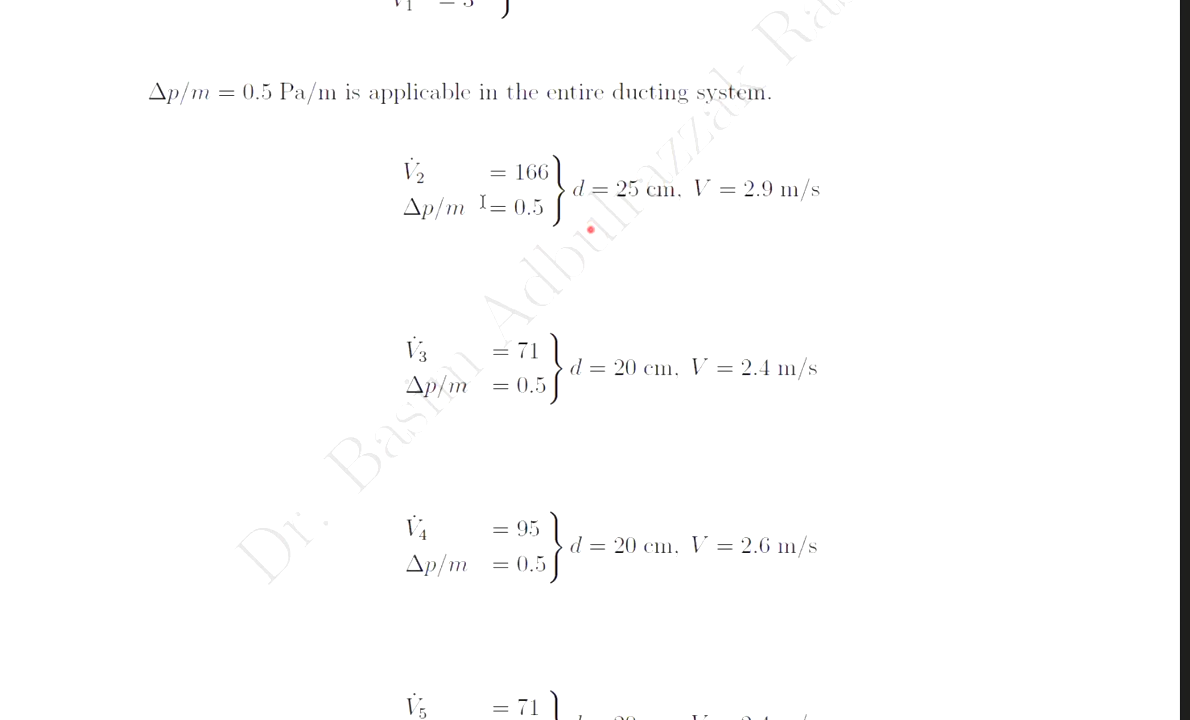 Δp/m = 0.5 Pa/m is applicable in the entire ducting system.
V̇₂ = 166
Δp/m = 0.5 } d = 25 cm. V = 2.9 m/s
V̇₃ = 71
Δp/m = 0.5 } d = 20 cm. V = 2.4 m/s
V̇₄ = 95
Δp/m = 0.5 } d = 20 cm. V = 2.6 m/s
V̇₅ = 71
Dr. Basim Adbulrazzak